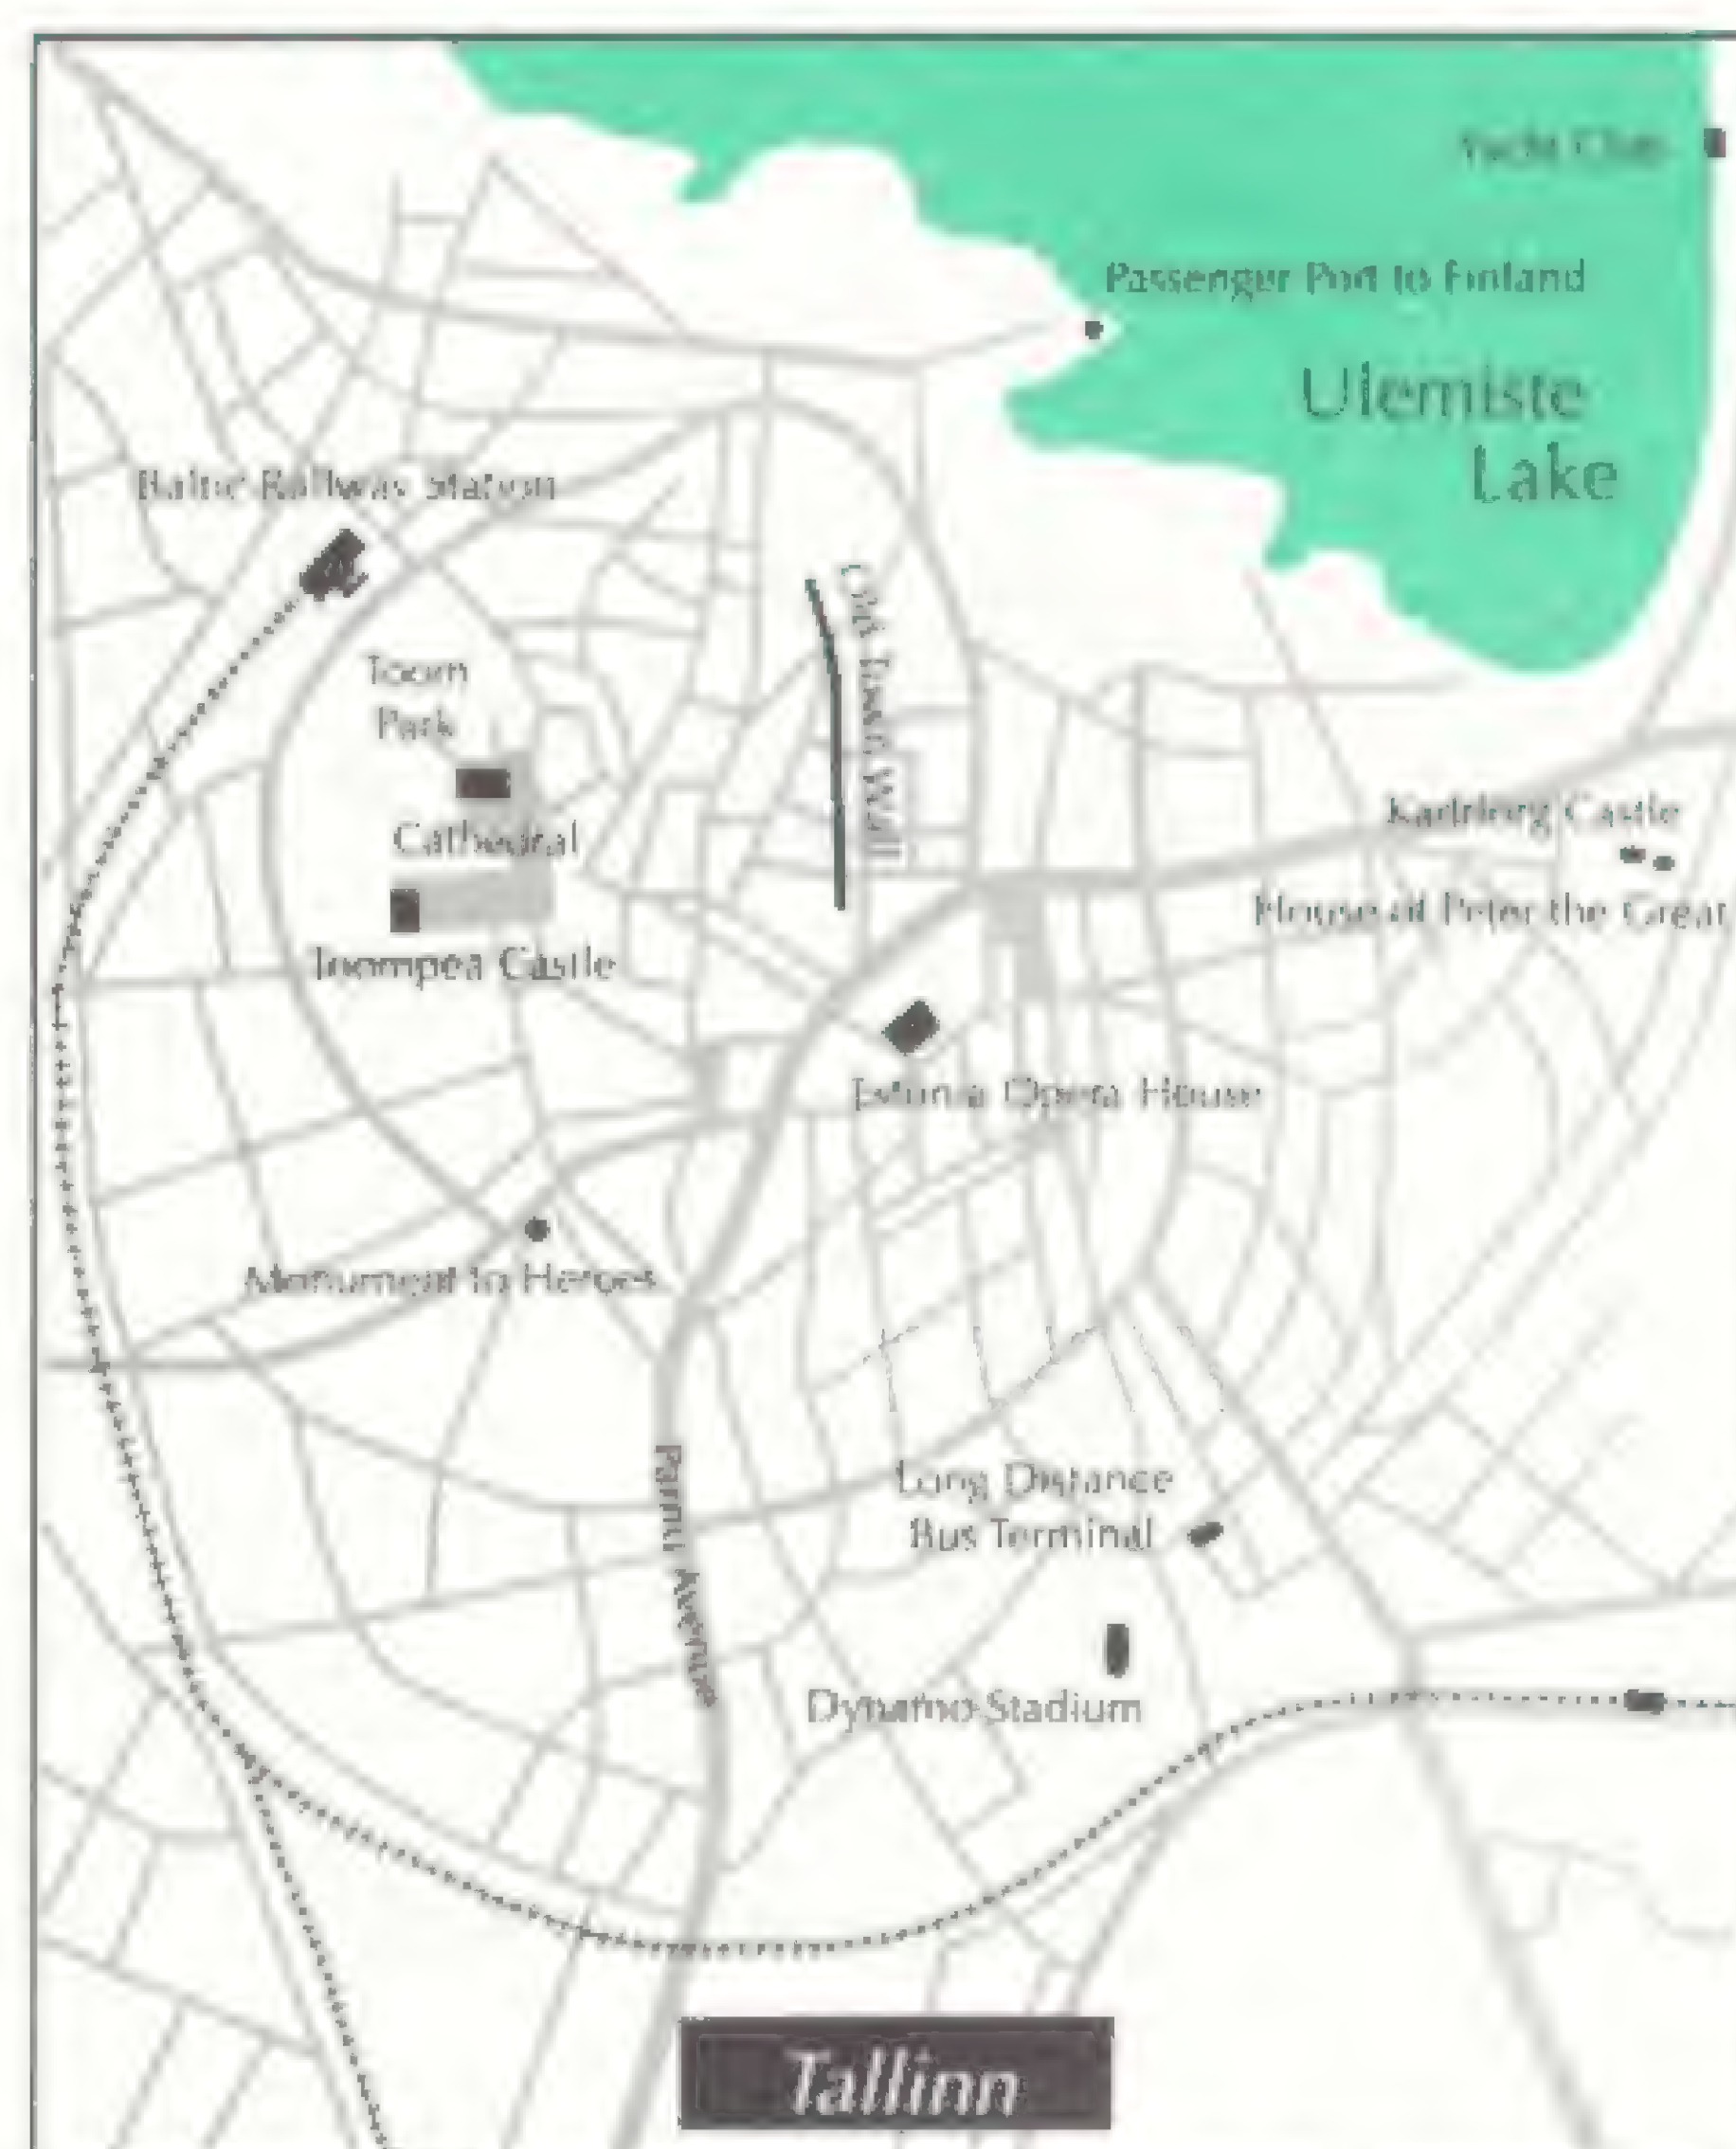 Yacht Club
Passenger Port to Finland
Ulemiste
Lake
Baltic Railway Station
Old Town Wall
Toom
Park
Cathedral
Kadriorg Castle
House of Peter the Great
Toompea Castle
Estonia Opera House
Monument to Heroes
Parnu Avenue
Long Distance
Bus Terminal
Dynamo Stadium
Tallinn